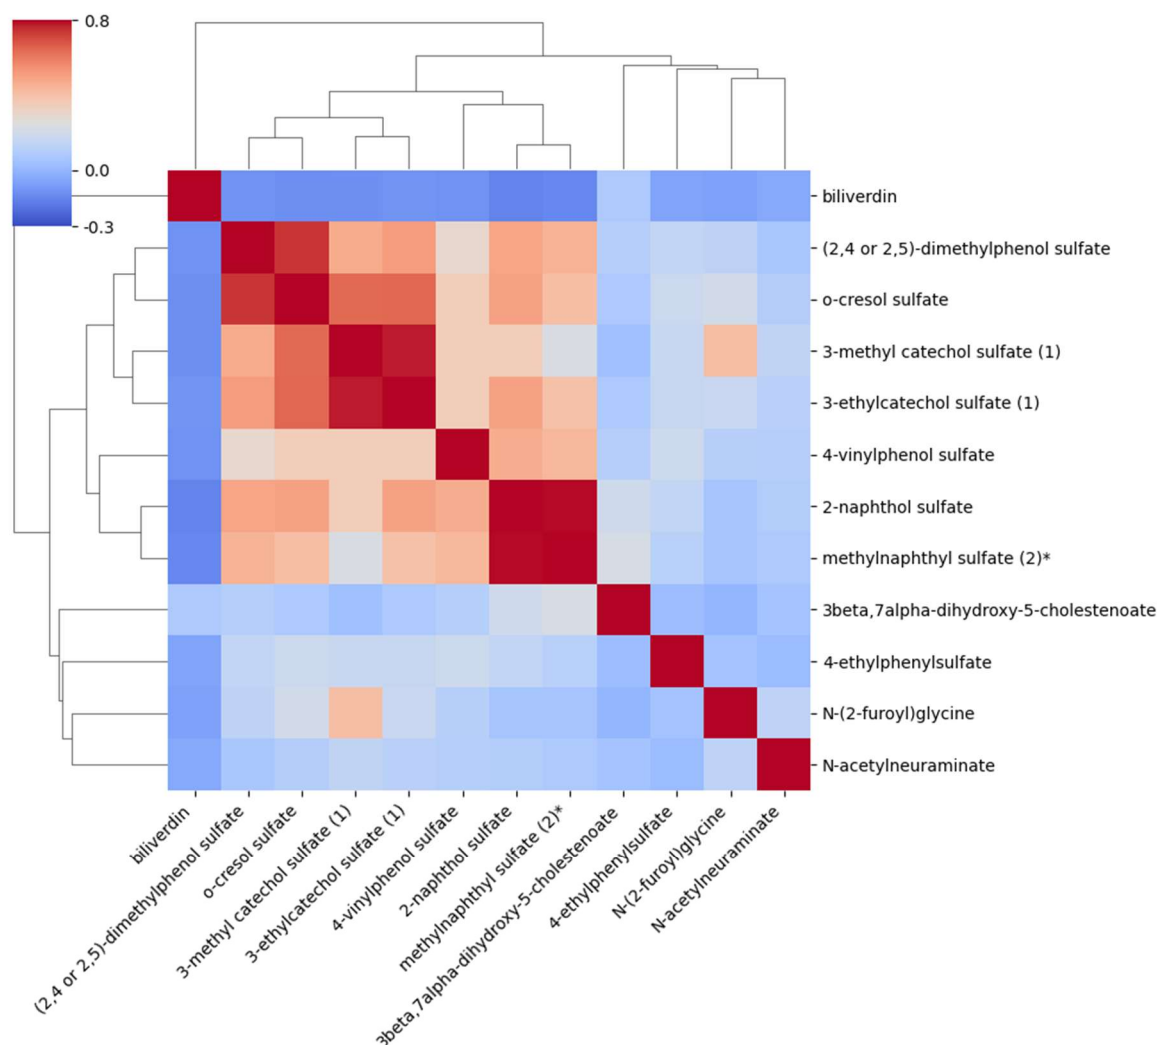 0.8
0.0
-0.3
biliverdin
(2,4 or 2,5)-dimethylphenol sulfate
o-cresol sulfate
3-methyl catechol sulfate (1)
3-ethylcatechol sulfate (1)
4-vinylphenol sulfate
2-naphthol sulfate
methylnaphthyl sulfate (2)*
3beta,7alpha-dihydroxy-5-cholestenoate
4-ethylphenylsulfate
N-(2-furoyl)glycine
N-acetylneuraminate
biliverdin
(2,4 or 2,5)-dimethylphenol sulfate
o-cresol sulfate
3-methyl catechol sulfate (1)
3-ethylcatechol sulfate (1)
4-vinylphenol sulfate
2-naphthol sulfate
methylnaphthyl sulfate (2)*
3beta,7alpha-dihydroxy-5-cholestenoate
4-ethylphenylsulfate
N-(2-furoyl)glycine
N-acetylneuraminate